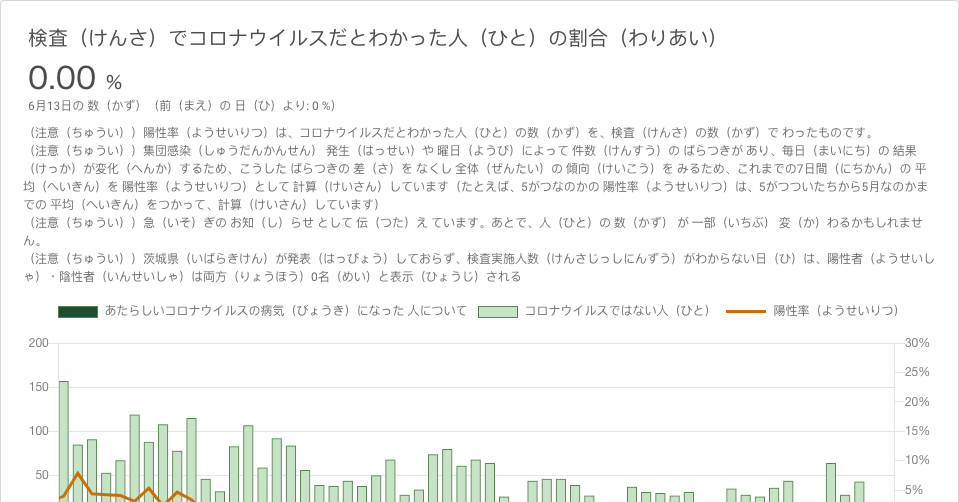 検査（けんさ）でコロナウイルスだとわかった人（ひと）の割合（わりあい）
0.00 %
6月13日の 数（かず）（前（まえ）の 日（ひ）より: 0 %）
（注意（ちゅうい））陽性率（ようせいりつ）は、コロナウイルスだとわかった人（ひと）の数（かず）を、検査（けんさ）の数（かず）で わったものです。
（注意（ちゅうい））集団感染（しゅうだんかんせん） 発生（はっせい）や 曜日（ようび）によって 件数（けんすう）の ばらつきが あり、毎日（まいにち）の 結果
（けっか）が変化（へんか）するため、こうした ばらつきの 差（さ）を なくし 全体（ぜんたい）の 傾向（けいこう）を みるため、これまでの7日間（にちかん）の 平
均（へいきん）を 陽性率（ようせいりつ）として 計算（けいさん）しています（たとえば、5がつなのかの 陽性率（ようせいりつ）は、5がつついたちから5月なのかま
での 平均（へいきん）をつかって、計算（けいさん）しています）
（注意（ちゅうい））急（いそ）ぎの お知（し）らせ として 伝（つた）え ています。あとで、人（ひと）の 数（かず） が 一部（いちぶ） 変（か）わるかもしれませ
ん。
（注意（ちゅうい））茨城県（いばらきけん）が発表（はっぴょう）しておらず、検査実施人数（けんさじっしにんずう）がわからない日（ひ）は、陽性者（ようせいし
ゃ）・陰性者（いんせいしゃ）は両方（りょうほう）0名（めい）と表示（ひょうじ）される
あたらしいコロナウイルスの病気（びょうき）になった 人について
コロナウイルスではない人（ひと）
陽性率（ようせいりつ）
200
150
100
50
30%
25%
20%
15%
10%
5%